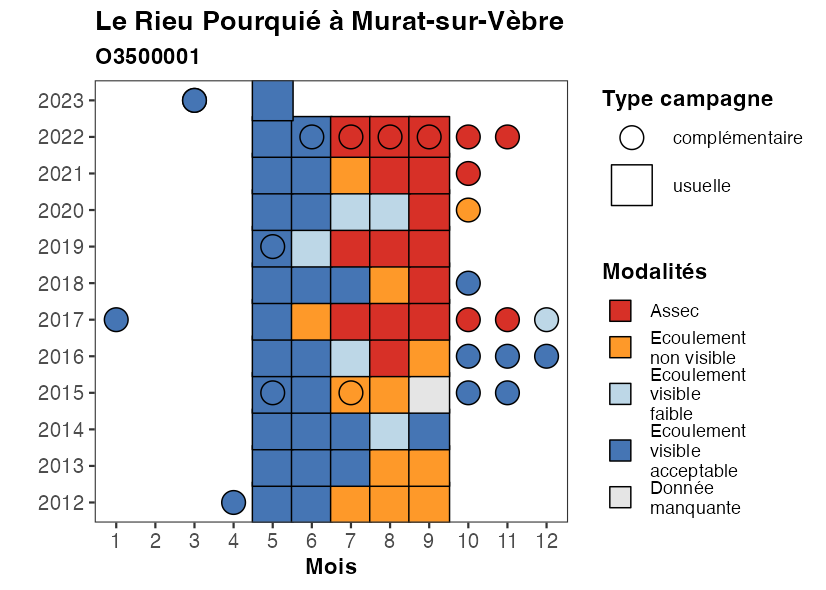 Le Rieu Pourquié à Murat-sur-Vèbre
O3500001
2023
2022
2021
2020
2019
2018
2017
2016
2015
2014
2013
2012
1 2 3 4 5 6 7 8 9 10 11 12
Mois
Type campagne
complémentaire
usuelle
Modalités
Assec
Ecoulement
non visible
Ecoulement
visible
faible
Ecoulement
visible
acceptable
Donnée
manquante